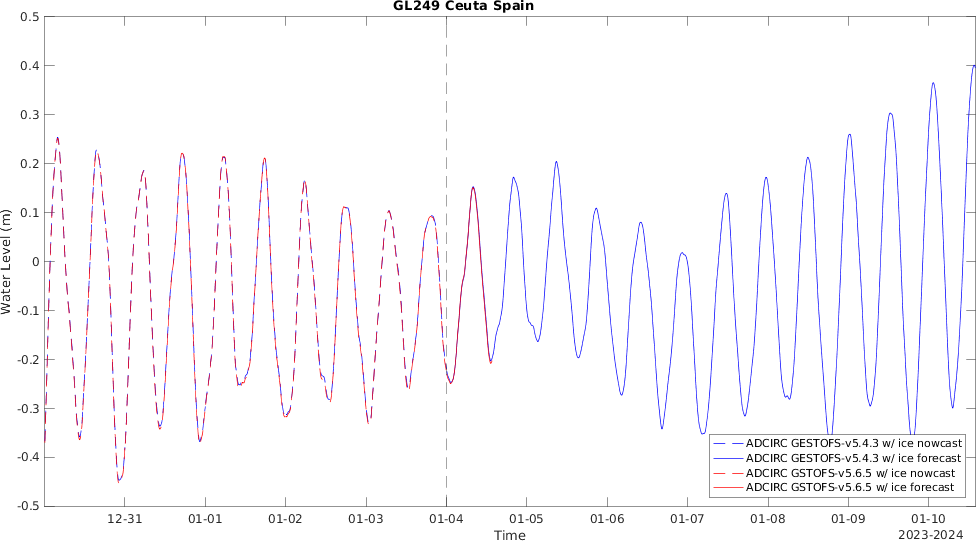 GL249 Ceuta Spain
0.5
0.4
0.3
0.2
0.1
0
-0.1
-0.2
-0.3
-0.4
-0.5
Water Level (m)
ADCIRC GESTOFS-v5.4.3 w/ ice nowcast
ADCIRC GESTOFS-v5.4.3 w/ ice forecast
ADCIRC GSTOFS-v5.6.5 w/ ice nowcast
ADCIRC GSTOFS-v5.6.5 w/ ice forecast
12-31 01-01 01-02 01-03 01-04 01-05 01-06 01-07 01-08 01-09 01-10
Time
2023-2024